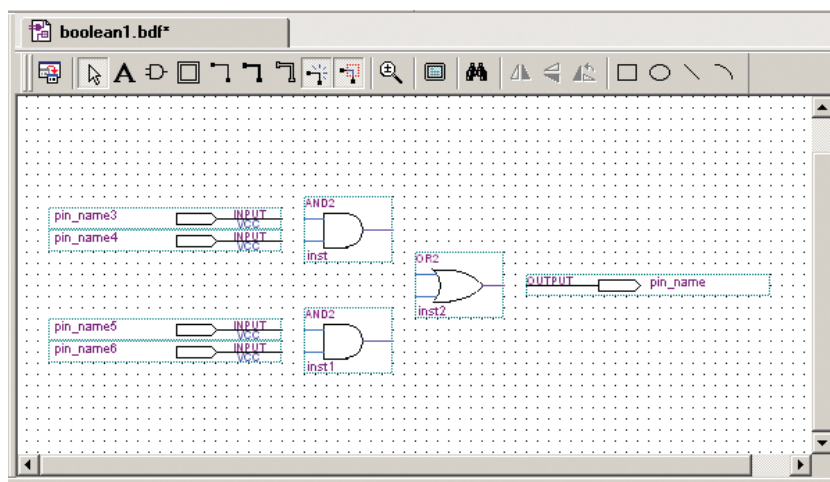 boolean1.bdf*
A
AND2
pin_name3 INPUT
VCC
pin_name4 INPUT
VCC
inst
OR2
OUTPUT pin_name
inst2
AND2
pin_name5 INPUT
VCC
pin_name6 INPUT
VCC
inst1